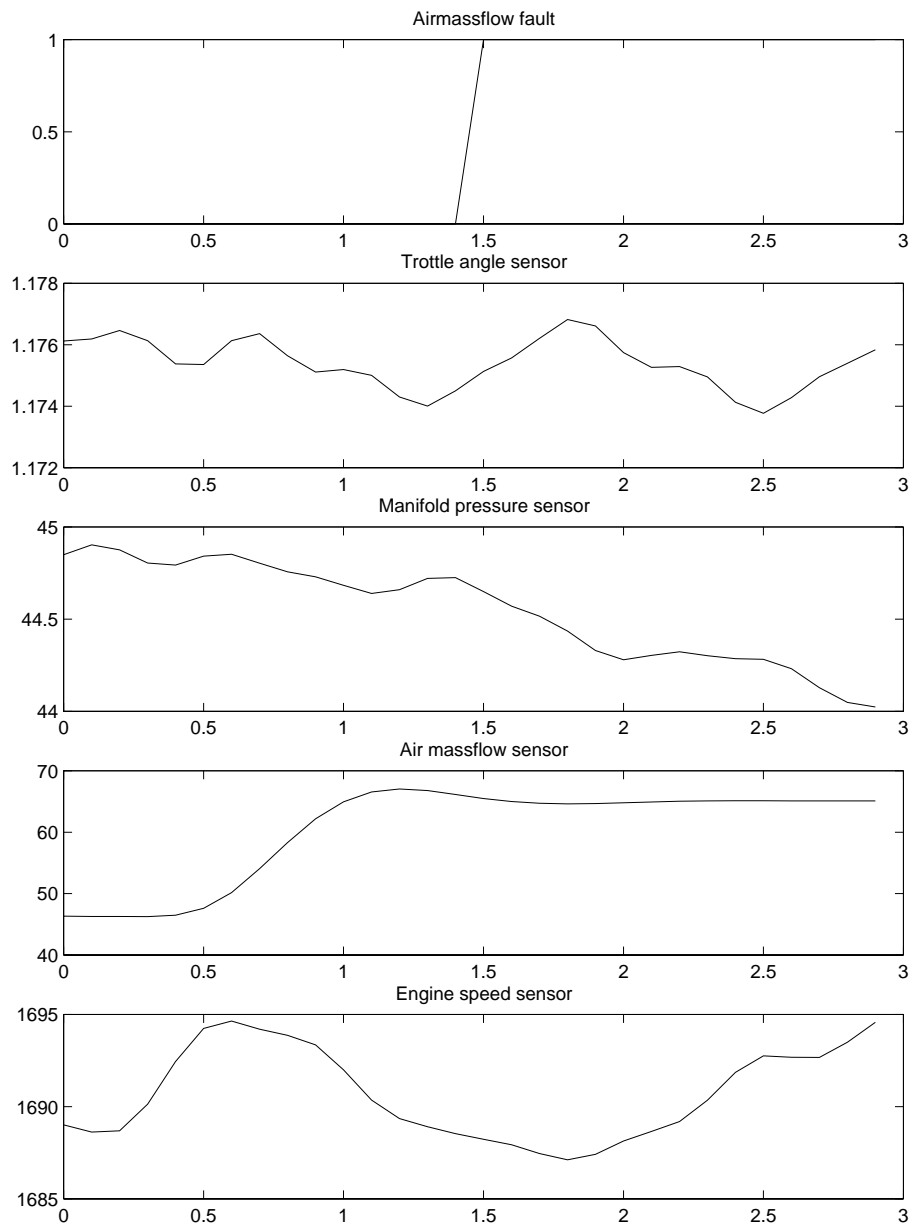 Airmassflow fault
1
0.5
0
0 0.5 1 1.5 2 2.5 3
Trottle angle sensor
1.178
1.176
1.174
1.172
0 0.5 1 1.5 2 2.5 3
Manifold pressure sensor
45
44.5
44
0 0.5 1 1.5 2 2.5 3
Air massflow sensor
70
60
50
40
0 0.5 1 1.5 2 2.5 3
Engine speed sensor
1695
1690
1685
0 0.5 1 1.5 2 2.5 3